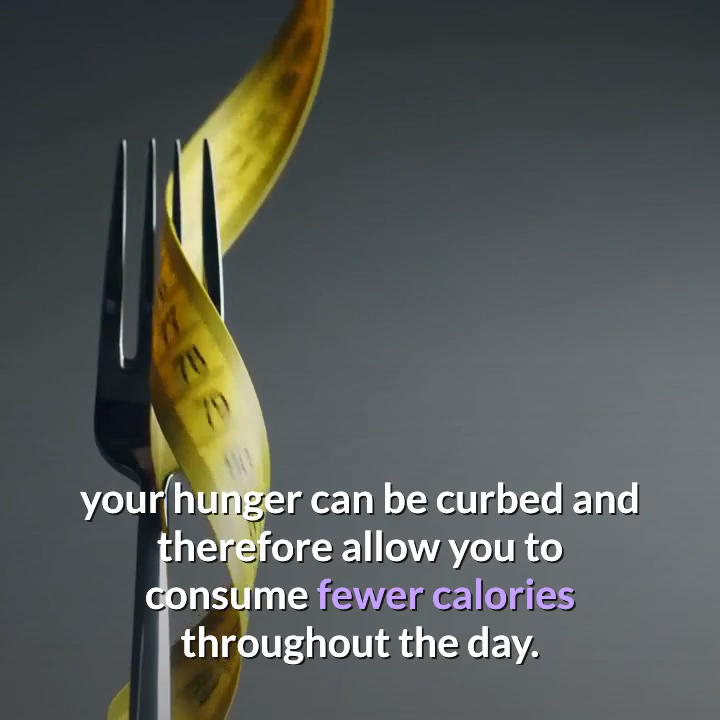 your hunger can be curbed and
therefore allow you to
consume fewer calories
throughout the day.